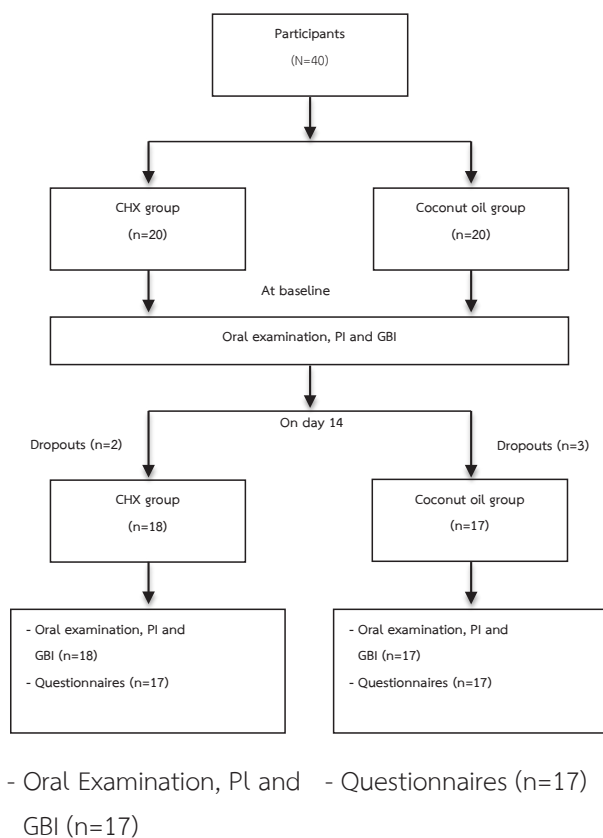 Participants
(N=40)
CHX group
(n=20)
Coconut oil group
(n=20)
At baseline
Oral examination, PI and GBI
On day 14
Dropouts (n=2)
Dropouts (n=3)
CHX group
(n=18)
Coconut oil group
(n=17)
- Oral examination, PI and
GBI (n=18)
- Questionnaires (n=17)
- Oral examination, PI and
GBI (n=17)
- Questionnaires (n=17)
- Oral Examination, Pl and
GBI (n=17)
- Questionnaires (n=17)